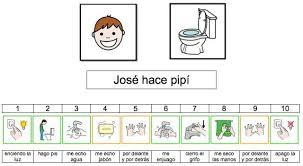 José hace pipí
1 2 3 4 5 6 7 8 9 10
enciendo la luz
hago pis
me echo agua
me echo jabón
por delante y por detrás
me enjuago
cierro el grifo
me seco las manos
por delante y por detrás
apago la luz